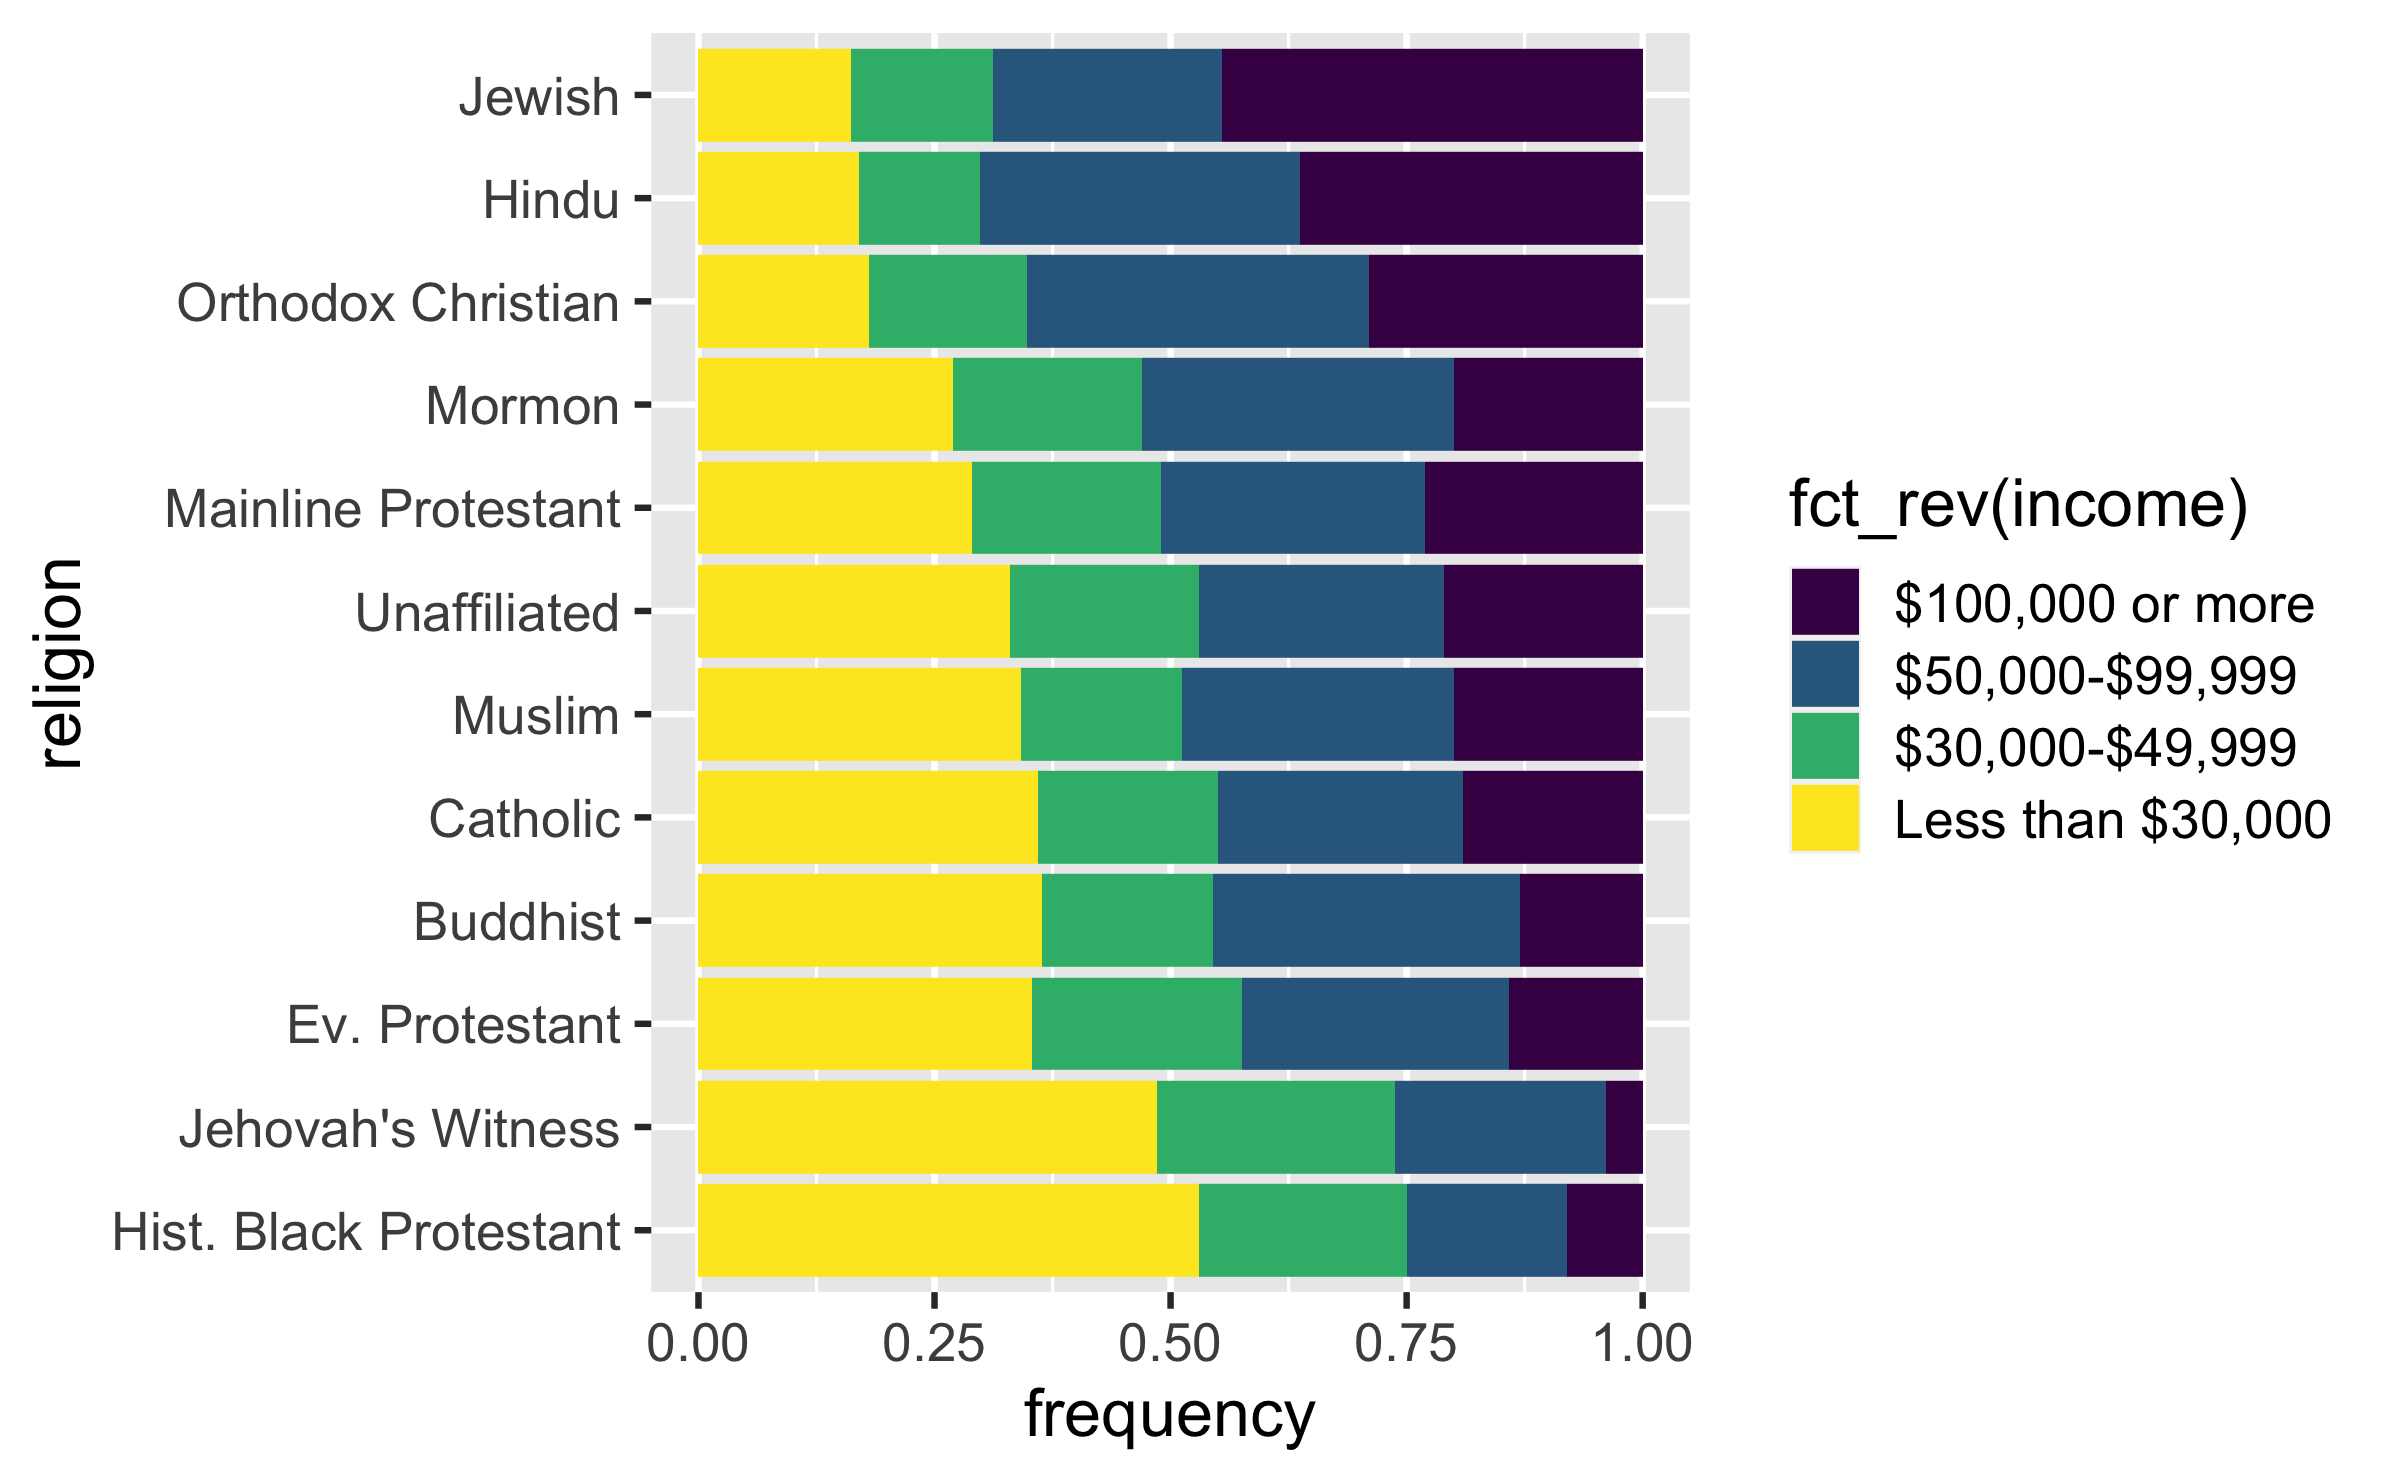 Jewish
Hindu
Orthodox Christian
Mormon
Mainline Protestant
Unaffiliated
Muslim
Catholic
Buddhist
Ev. Protestant
Jehovah's Witness
Hist. Black Protestant
religion
0.00 0.25 0.50 0.75 1.00
frequency
fct_rev(income)
$100,000 or more
$50,000-$99,999
$30,000-$49,999
Less than $30,000